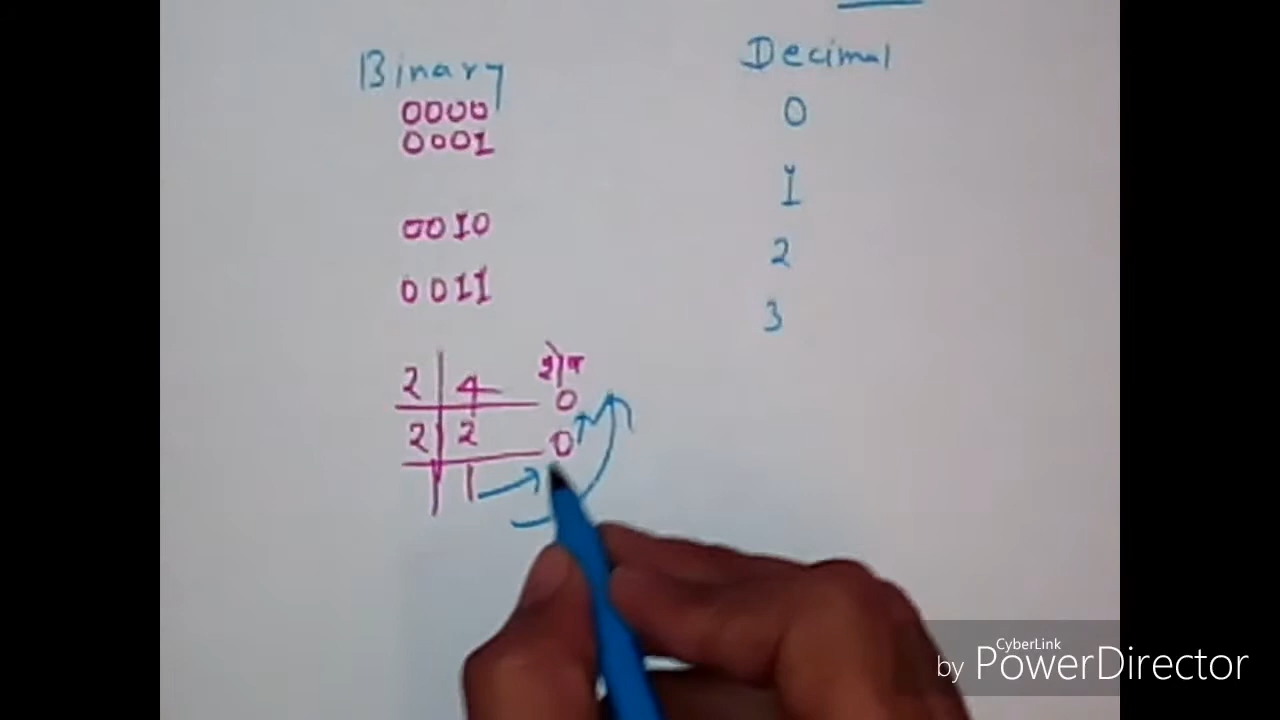 Binary Decimal
0000 0
0001 1
0010 2
0011 3
2 4 0
2 2 0
1
CyberLink
by PowerDirector